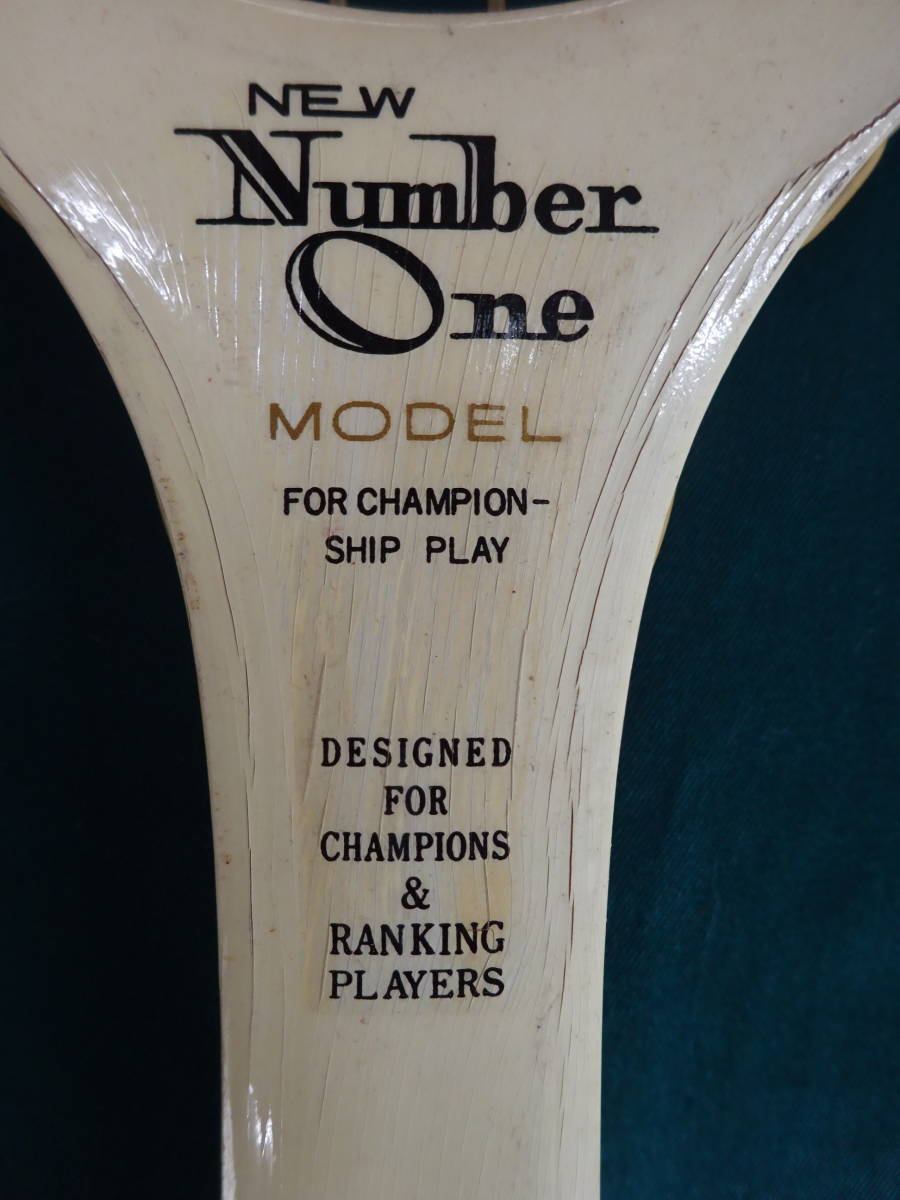 NEW
Number
One
MODEL
FOR CHAMPION-
SHIP PLAY
DESIGNED
FOR
CHAMPIONS
&
RANKING
PLAYERS